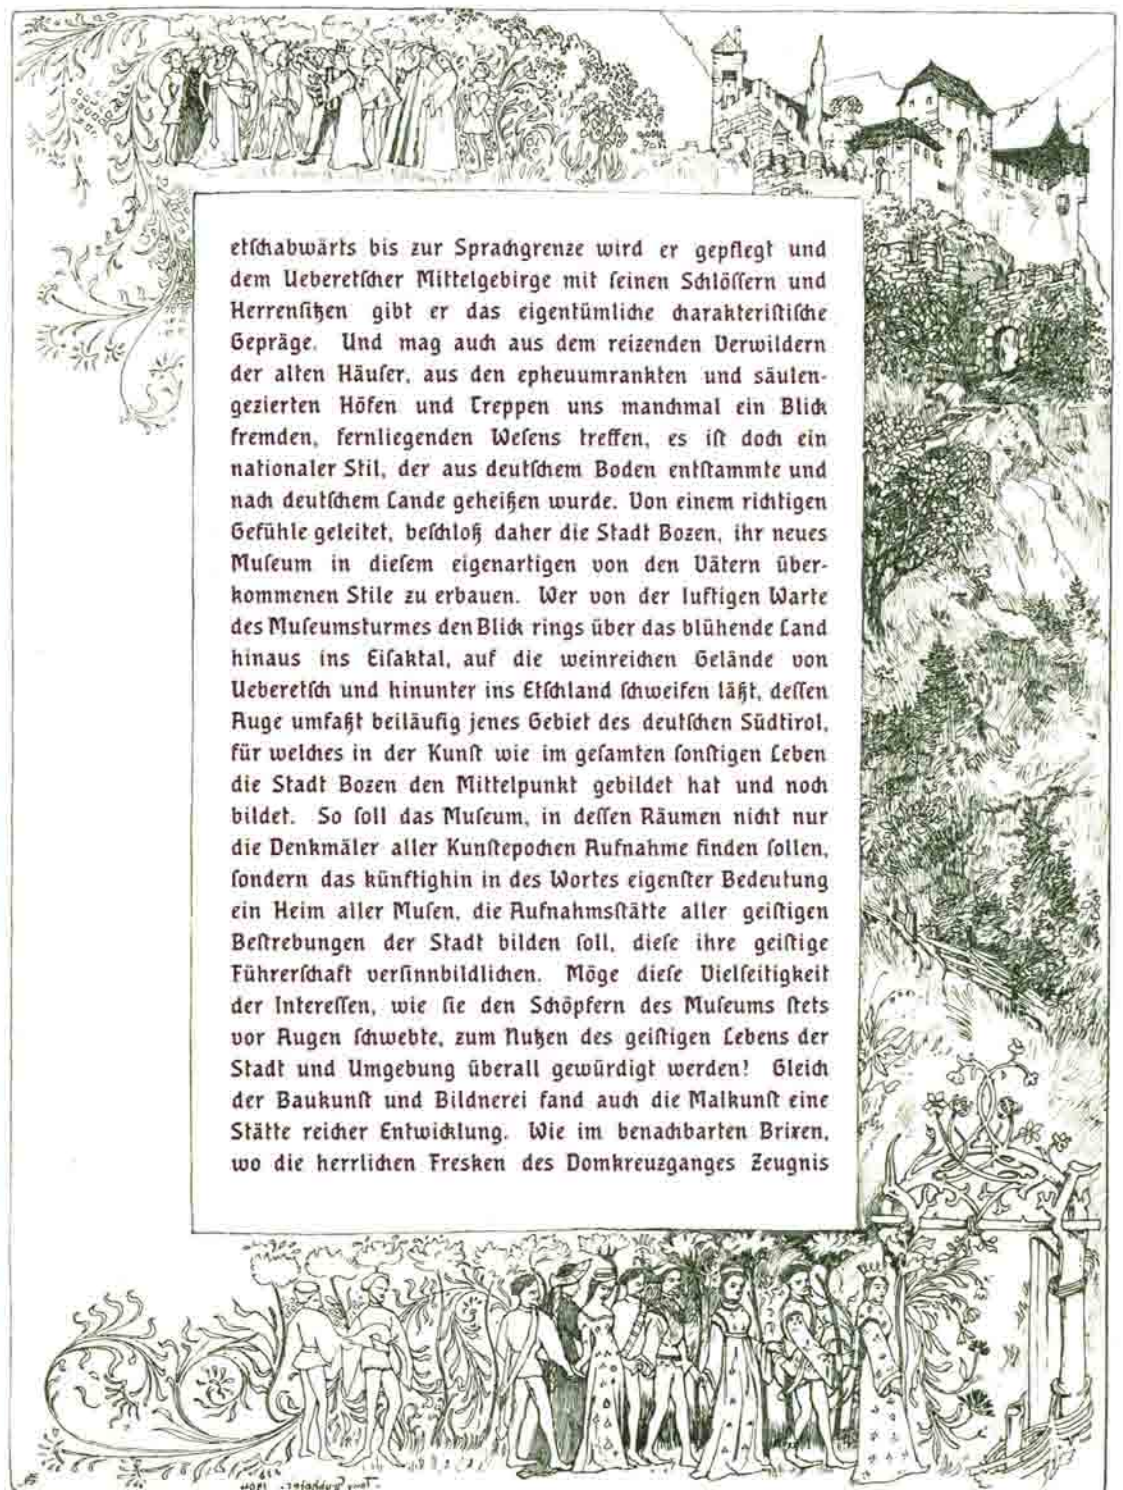 etſchabwärts bis zur Sprachgrenze wird er gepflegt und
dem Ueberetſcher Mittelgebirge mit ſeinen Schlöſſern und
Herrenſitzen gibt er das eigentümliche charakteriſtiſche
Gepräge. Und mag auch aus dem reizenden Verwildern
der alten Häuſer, aus den epheuumrankten und säulen-
gezierten Höfen und Treppen uns manchmal ein Blick
fremden, fernliegenden Weſens treffen, es iſt doch ein
nationaler Stil, der aus deutſchem Boden entſtammte und
nach deutſchem Lande geheißen wurde. Von einem richtigen
Gefühle geleitet, beſchloß daher die Stadt Bozen, ihr neues
Muſeum in dieſem eigenartigen von den Vätern über-
kommenen Stile zu erbauen. Wer von der luftigen Warte
des Muſeumsturmes den Blick rings über das blühende Land
hinaus ins Eiſaktal, auf die weinreichen Gelände von
Ueberetſch und hinunter ins Etſchland ſchweifen läßt, deſſen
Auge umfaßt beiläufig jenes Gebiet des deutſchen Südtirol,
für welches in der Kunſt wie im geſamten ſonſtigen Leben
die Stadt Bozen den Mittelpunkt gebildet hat und noch
bildet. So ſoll das Muſeum, in deſſen Räumen nicht nur
die Denkmäler aller Kunſtepochen Aufnahme finden ſollen,
ſondern das künftighin in des Wortes eigenſter Bedeutung
ein Heim aller Muſen, die Aufnahmsſtätte aller geiſtigen
Beſtrebungen der Stadt bilden ſoll, dieſe ihre geiſtige
Führerſchaft verſinnbildlichen. Möge dieſe Vielſeitigkeit
der Intereſſen, wie ſie den Schöpfern des Muſeums ſtets
vor Augen ſchwebte, zum Nutzen des geiſtigen Lebens der
Stadt und Umgebung überall gewürdigt werden! Gleich
der Baukunſt und Bildnerei fand auch die Malkunſt eine
Stätte reicher Entwicklung. Wie im benachbarten Brixen,
wo die herrlichen Fresken des Domkreuzganges Zeugnis